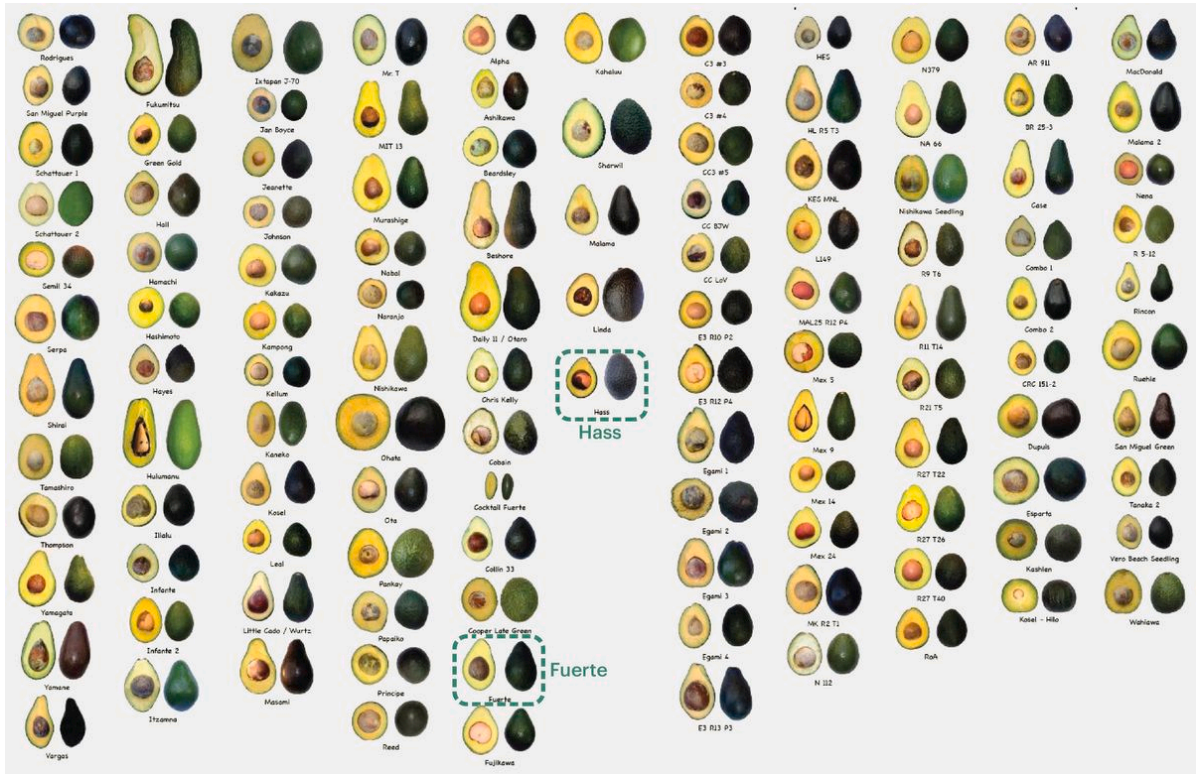 Rodrigues
San Miguel Purple
Schattauer 1
Schattauer 2
Semil 34
Serpa
Shirai
Tamashiro
Thompson
Yamagata
Yamane
Vargas
Fukumitsu
Green Gold
Hall
Hamachi
Hashimoto
Hayes
Hulumanu
Ilialu
Infante
Infante 2
Itzamna
Ixtapan J-70
Jan Boyce
Jeanette
Johnson
Kakazu
Kampong
Kellum
Kaneko
Kosel
Leal
Little Cado / Wurtz
Masami
Mr. T
MIT 13
Murashige
Nabal
Naranjo
Nishikawa
Ohata
Ota
Pankay
Papaiko
Principe
Reed
Alpha
Ashikawa
Beardsley
Beshore
Daily 11 / Otaro
Chris Kelly
Cobain
Cocktail Fuerte
Collin 33
Cooper Late Green
Fuerte
Fuerte
Fujikawa
Kahaluu
Sharwil
Malama
Linda
Hass
Hass
C3 #3
C3 #4
CC3 #5
CC BJW
CC LoV
E3 R10 P2
E3 R12 P4
Egami 1
Egami 2
Egami 3
Egami 4
E3 R13 P3
HES
HL R5 T3
KES MNL
L149
MAL25 R12 P4
Mex 5
Mex 9
Mex 14
Mex 24
MK R2 T1
N 112
N379
NA 66
Nishikawa Seedling
R9 T6
R11 T14
R21 T5
R27 T22
R27 T26
R27 T40
RoA
AR 911
BR 25-3
Case
Combo 1
Combo 2
CRC 151-2
Dupuis
Esparta
Kashlan
Kosel - Hilo
MacDonald
Malama 2
Nena
R 5-12
Rincon
Ruehle
San Miguel Green
Tanaka 2
Vero Beach Seedling
Wahiawa